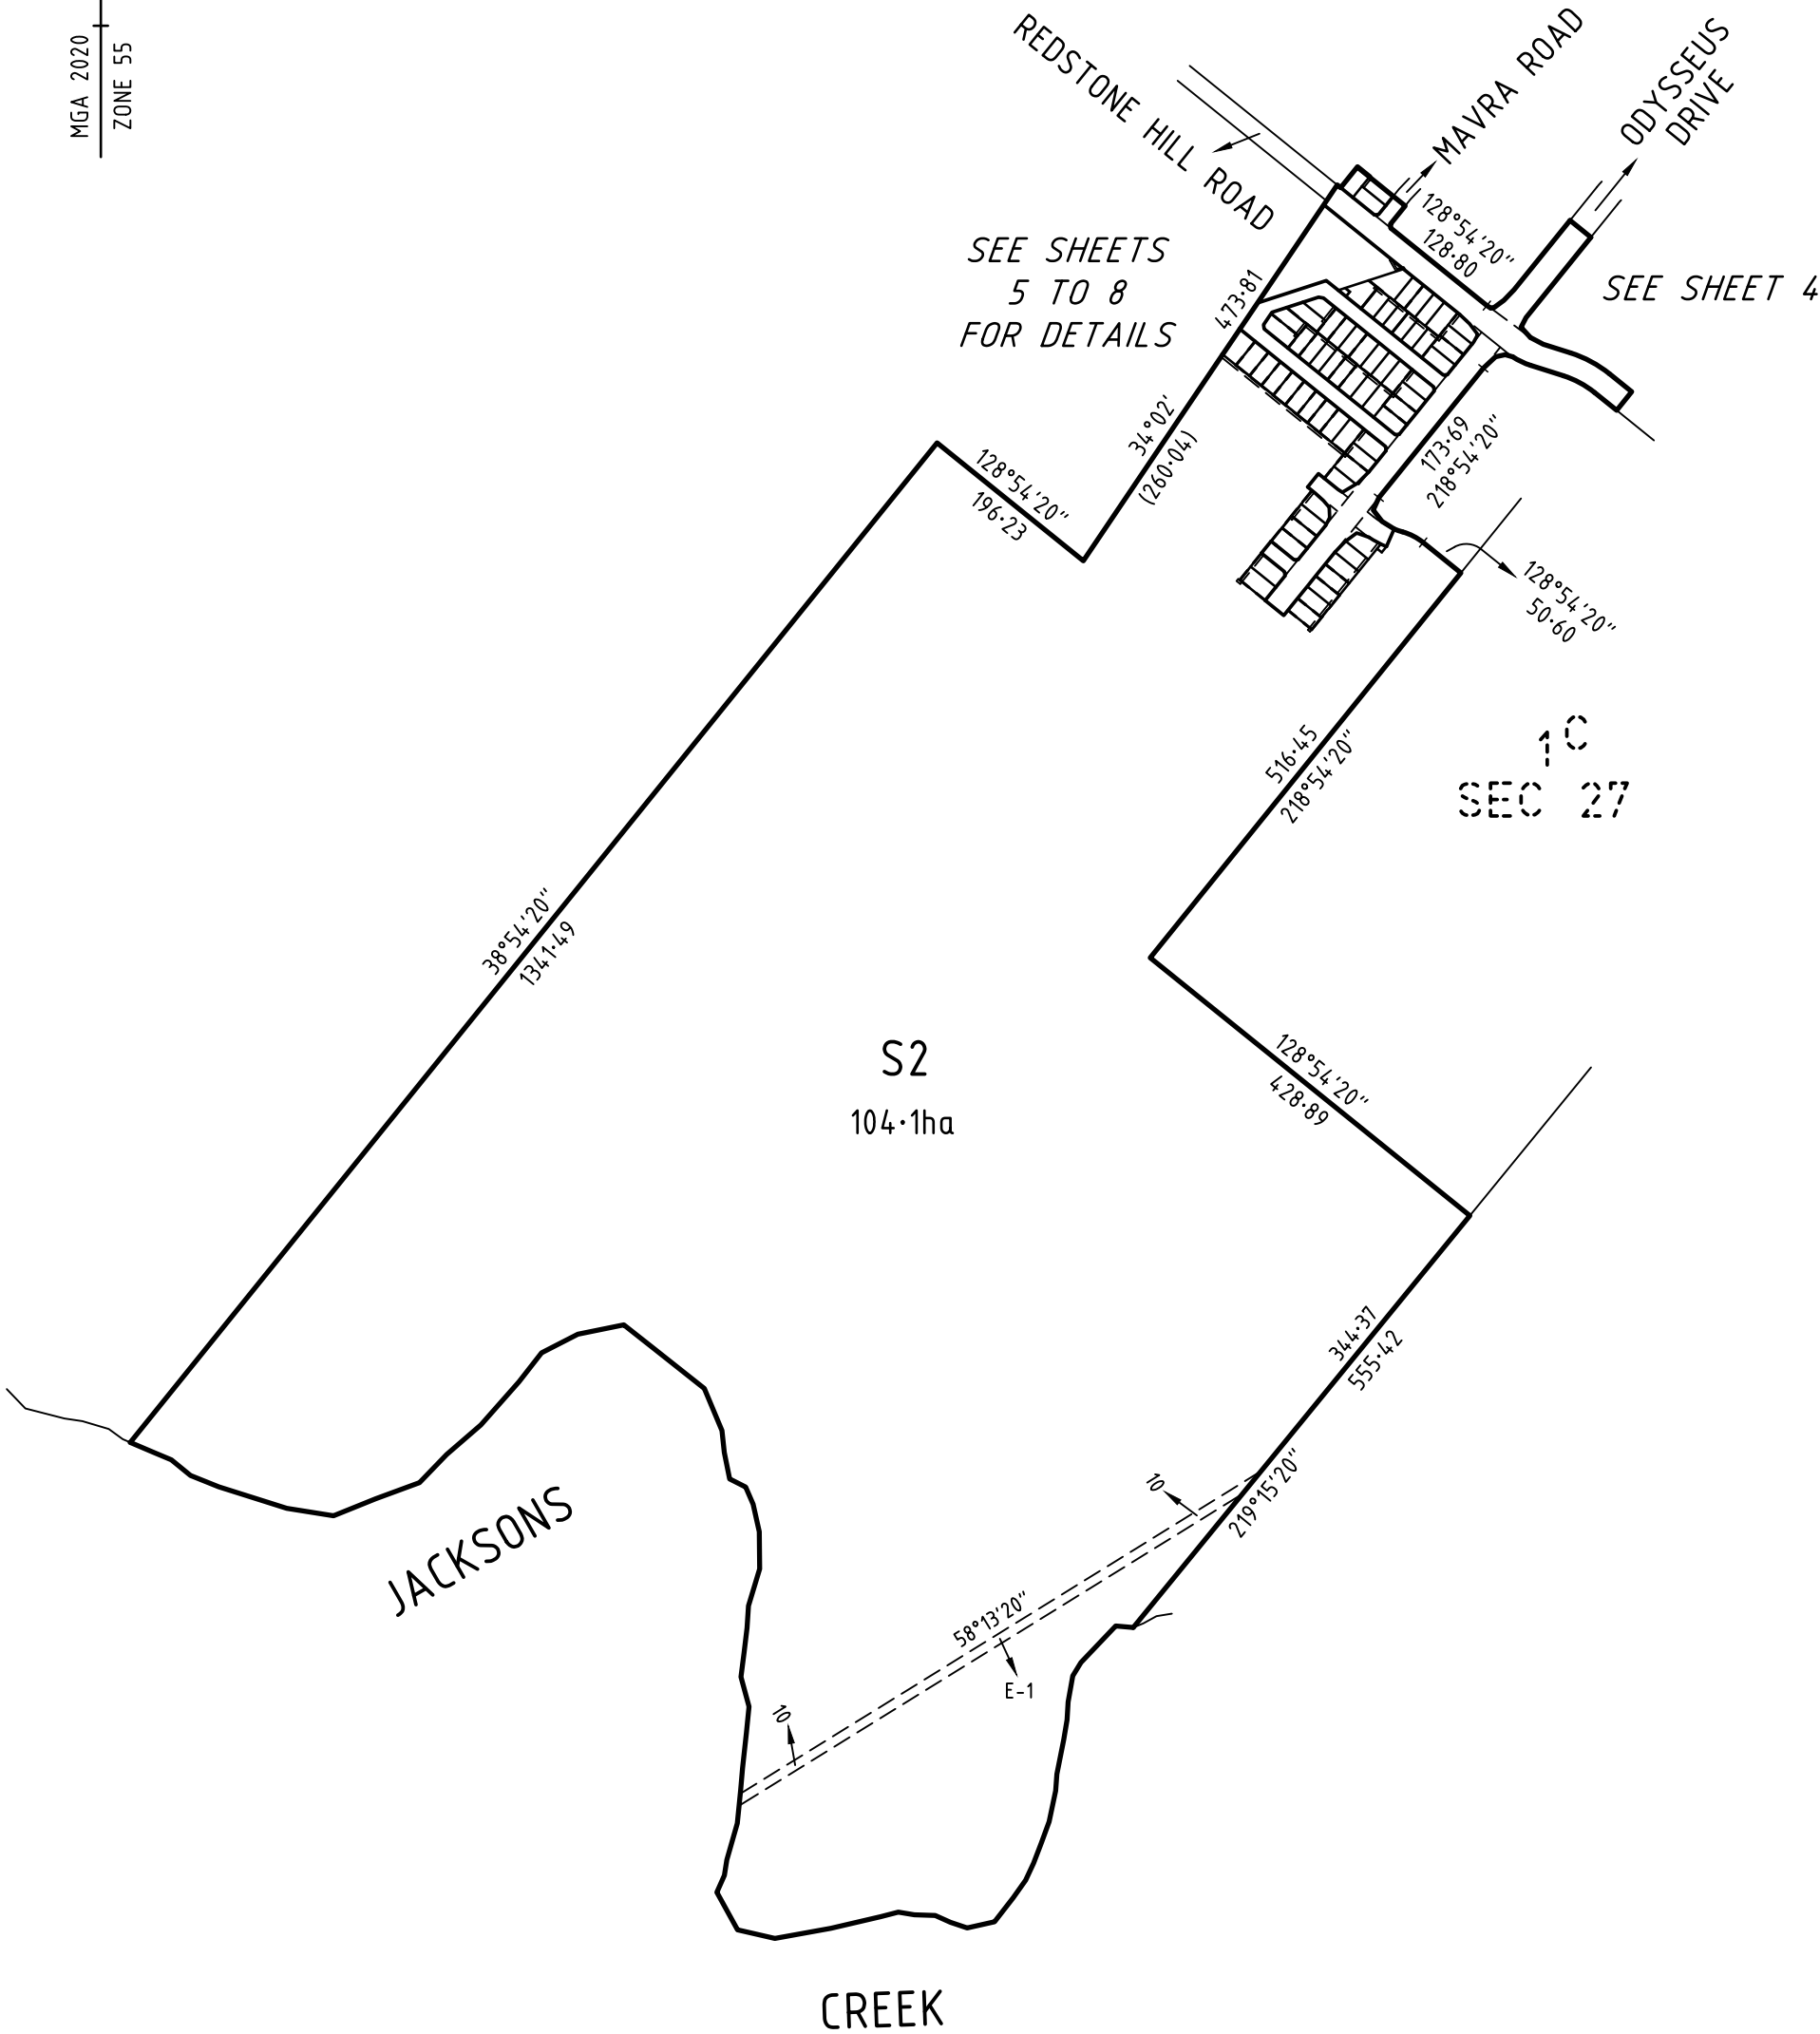 MGA 2020
ZONE 55
REDSTONE HILL ROAD
MAVRA ROAD
ODYSSEUS
DRIVE
128°54'20"
128·80
SEE SHEETS
5 TO 8
FOR DETAILS
SEE SHEET 4
473·81
34°02'
(260·04)
128°54'20"
196·23
173·69
218°54'20"
128°54'20"
50·60
516·45
218°54'20"
1C
SEC 27
38°54'20"
1341·49
S2
104·1ha
128°54'20"
428·89
344·37
555·42
219°15'20"
10
JACKSONS
58°13'20"
E-1
10
CREEK